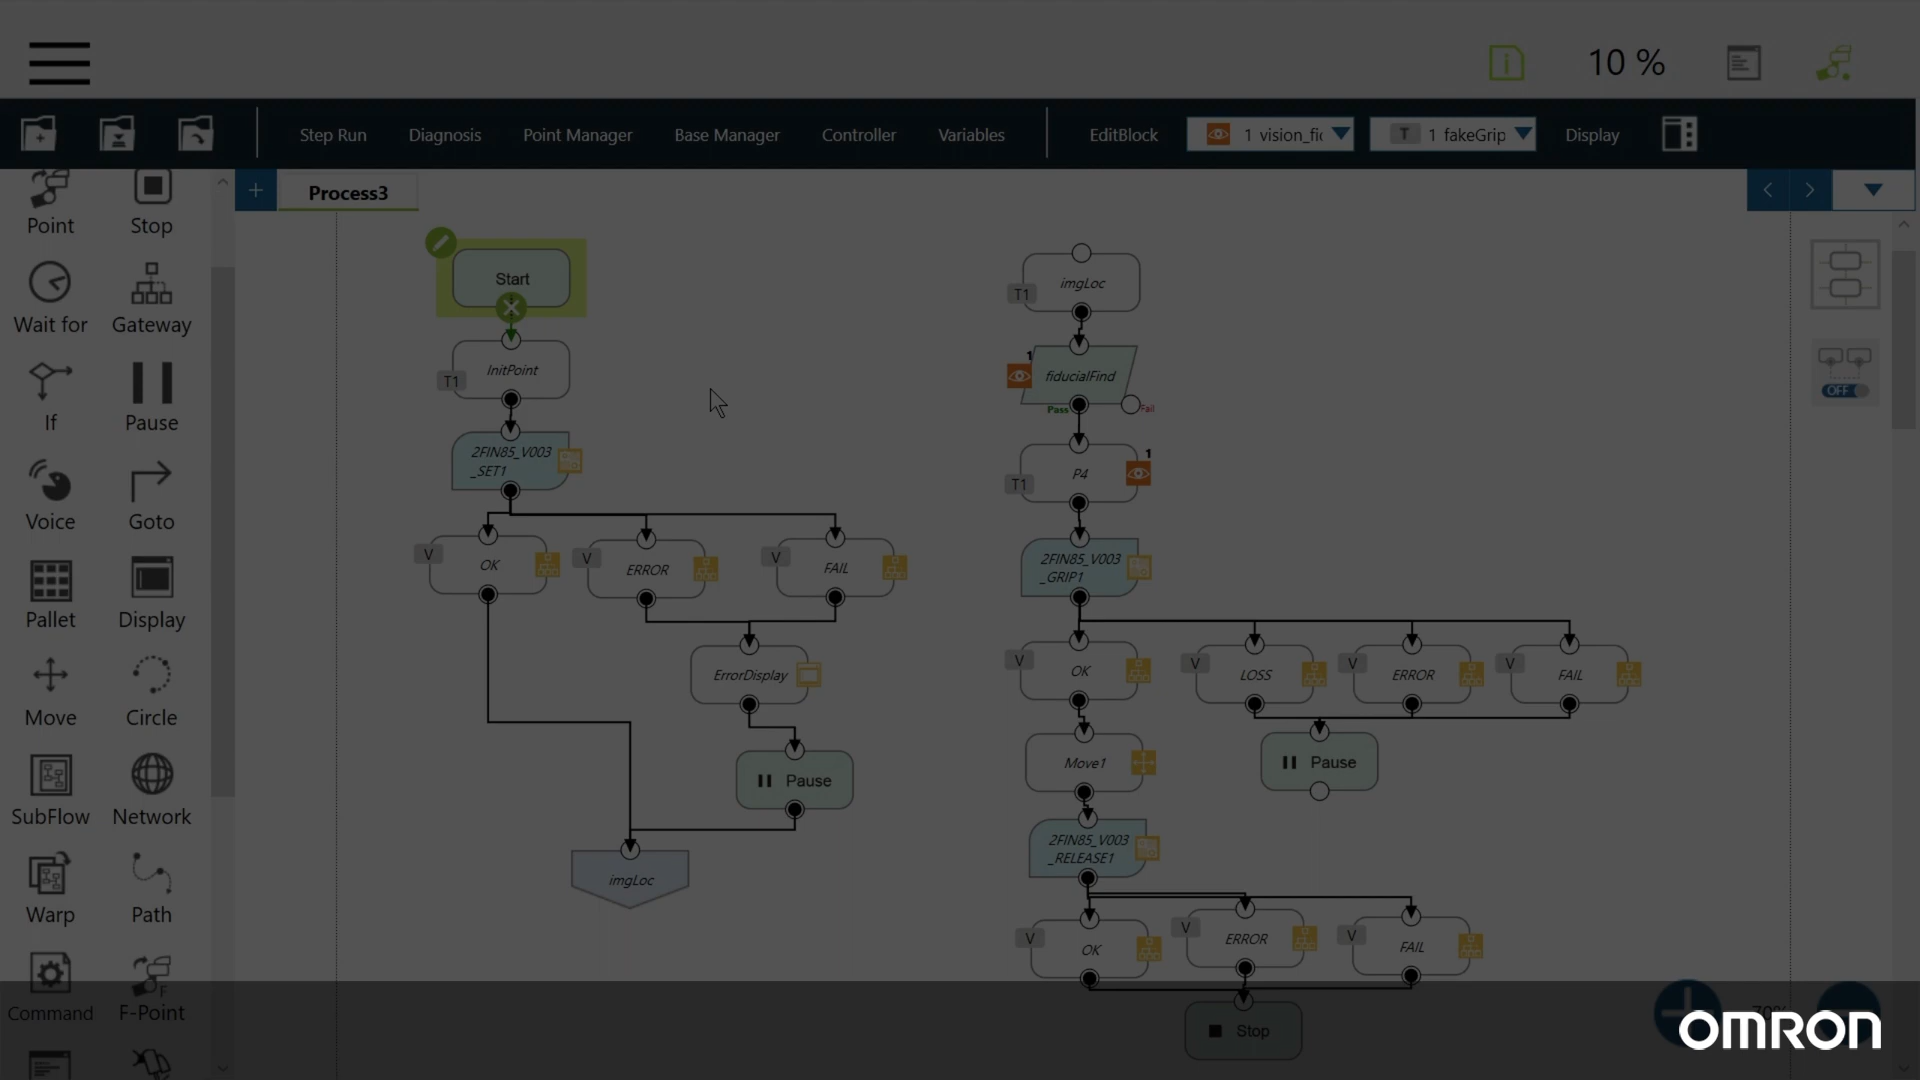 10 %
Step Run
Diagnosis
Point Manager
Base Manager
Controller
Variables
EditBlock
1 vision_fic
T
1 fakeGrip
Display
Process3
Point
Stop
Wait for
Gateway
If
Pause
Voice
Goto
Pallet
Display
Move
Circle
SubFlow
Network
Warp
Path
Command
F-Point
Start
T1
InitPoint
2FIN85_V003
_SET1
V
OK
V
ERROR
V
FAIL
ErrorDisplay
Pause
imgLoc
T1
imgLoc
1
fiducialFind
Pass
Fail
T1
P4
1
2FIN85_V003
_GRIP1
V
OK
V
LOSS
V
ERROR
V
FAIL
Move1
Pause
2FIN85_V003
_RELEASE1
V
OK
V
ERROR
V
FAIL
Stop
OFF
OMRON